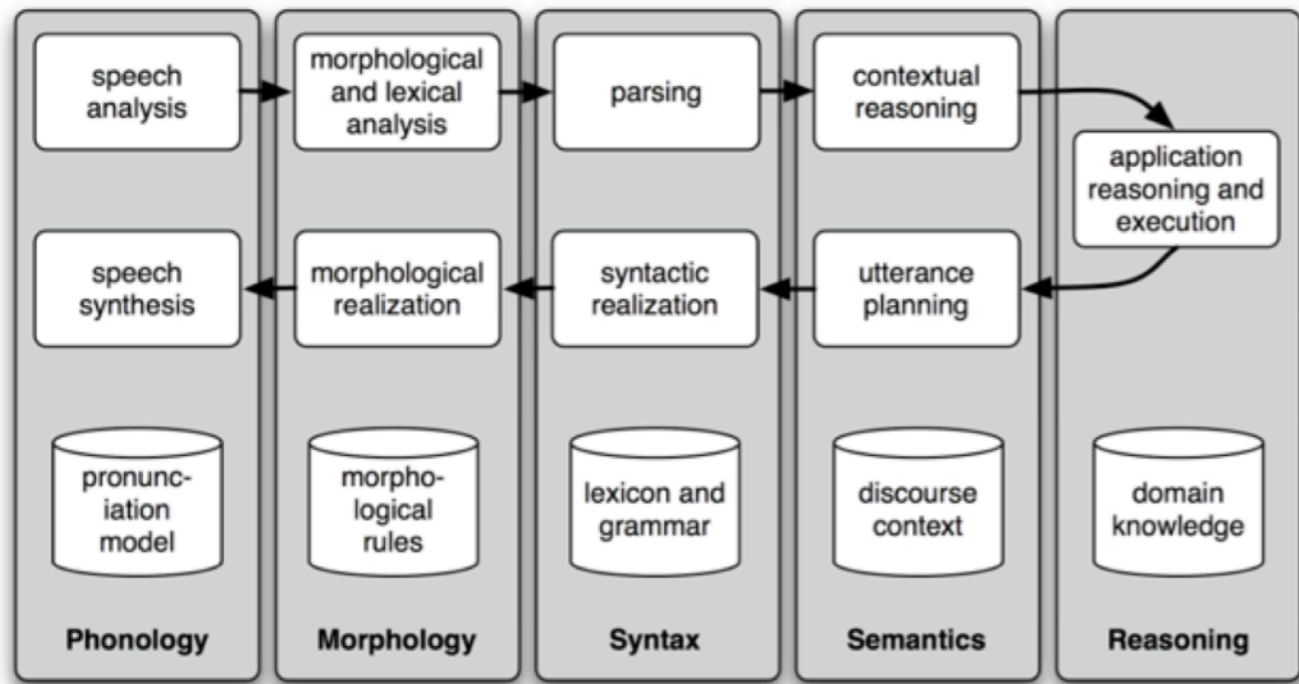 speech
analysis
morphological
and lexical
analysis
parsing
contextual
reasoning
application
reasoning and
execution
speech
synthesis
morphological
realization
syntactic
realization
utterance
planning
pronunc-
iation
model
morpho-
logical
rules
lexicon and
grammar
discourse
context
domain
knowledge
Phonology
Morphology
Syntax
Semantics
Reasoning